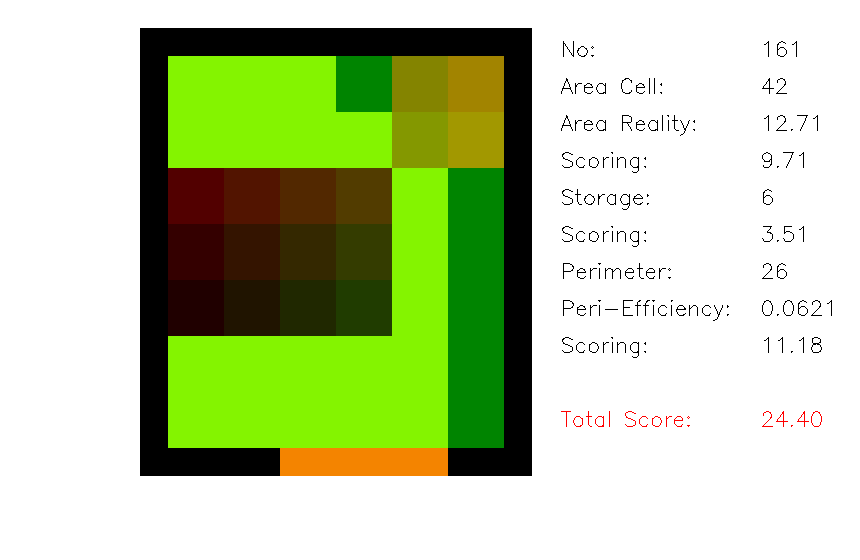 No: 161
Area Cell: 42
Area Reality: 12.71
Scoring: 9.71
Storage: 6
Scoring: 3.51
Perimeter: 26
Peri-Efficiency: 0.0621
Scoring: 11.18
Total Score: 24.40